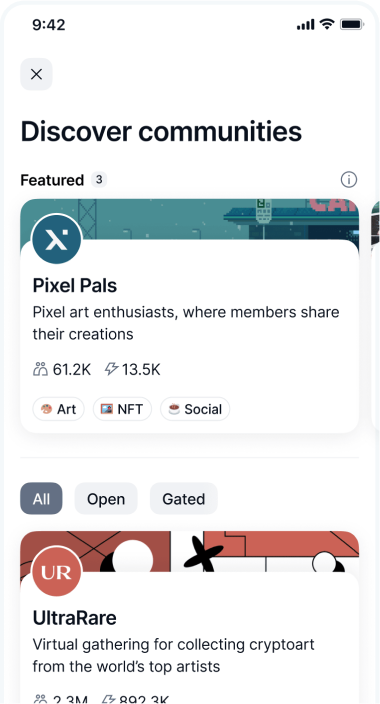 9:42
Discover communities
Featured 3
Pixel Pals
Pixel art enthusiasts, where members share
their creations
61.2K 13.5K
Art NFT Social
All Open Gated
UR
UltraRare
Virtual gathering for collecting cryptoart
from the world's top artists
2.3M 892.3K